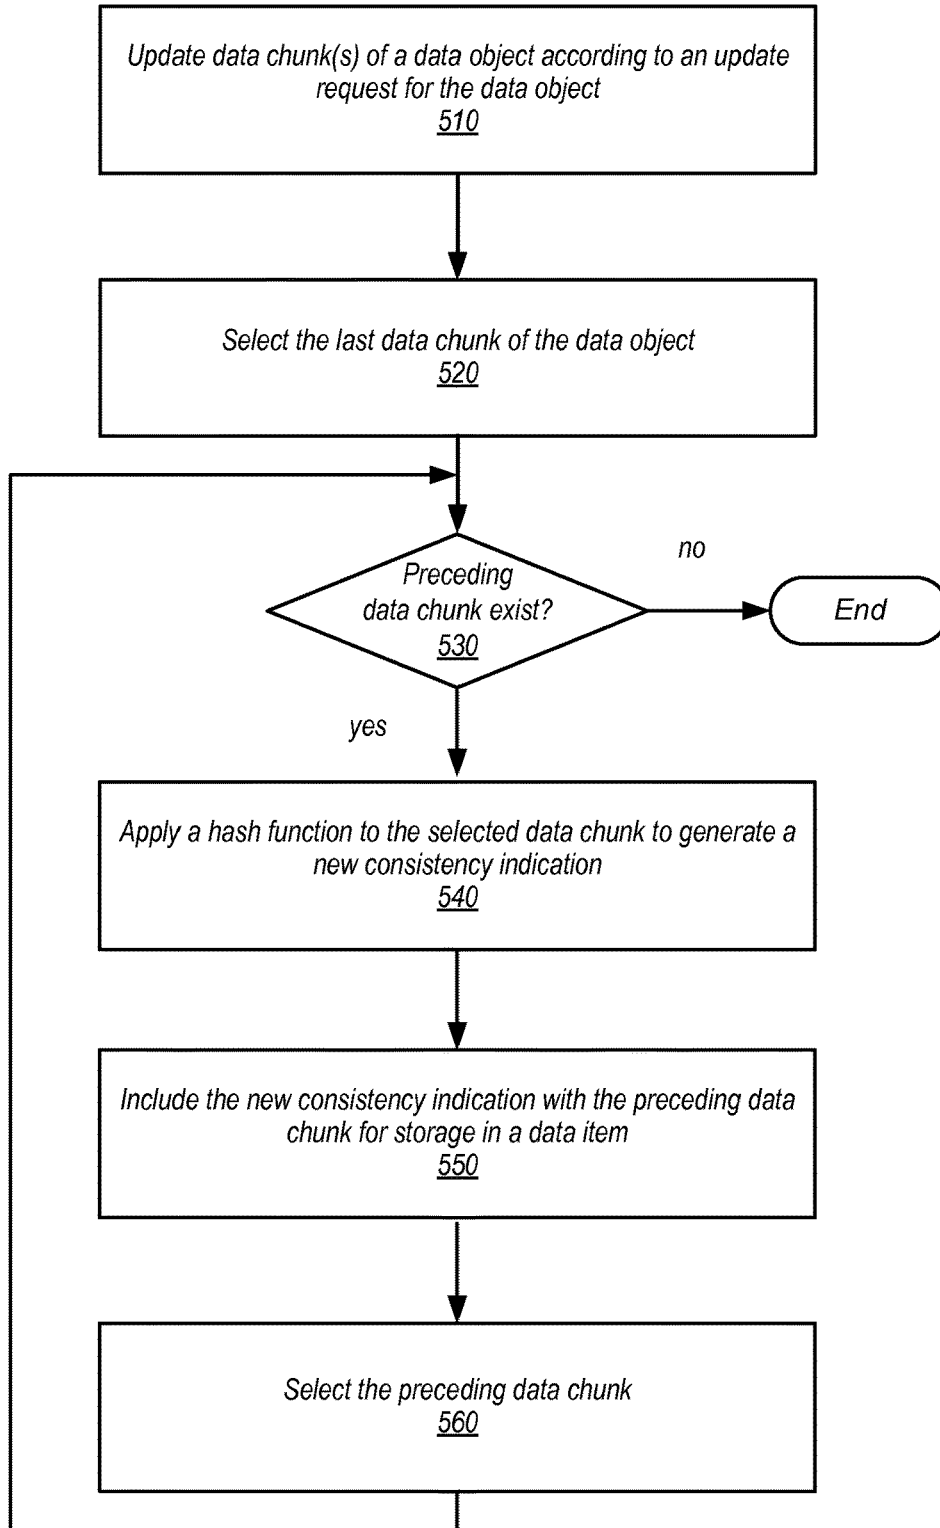 Update data chunk(s) of a data object according to an update
request for the data object
510
Select the last data chunk of the data object
520
Preceding
data chunk exist?
530
no
End
yes
Apply a hash function to the selected data chunk to generate a
new consistency indication
540
Include the new consistency indication with the preceding data
chunk for storage in a data item
550
Select the preceding data chunk
560